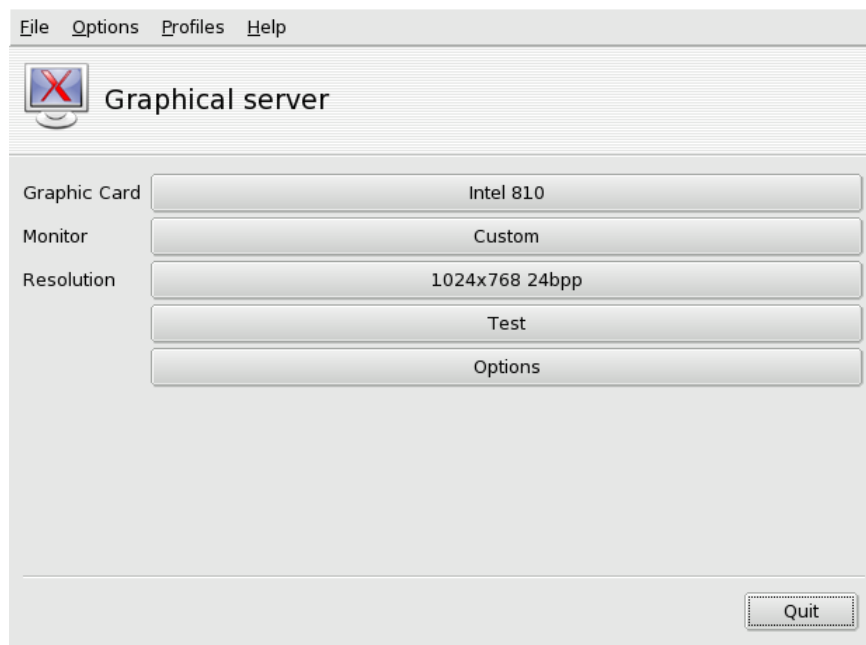 File Options Profiles Help
Graphical server
Graphic Card Intel 810
Monitor Custom
Resolution 1024x768 24bpp
Test
Options
Quit